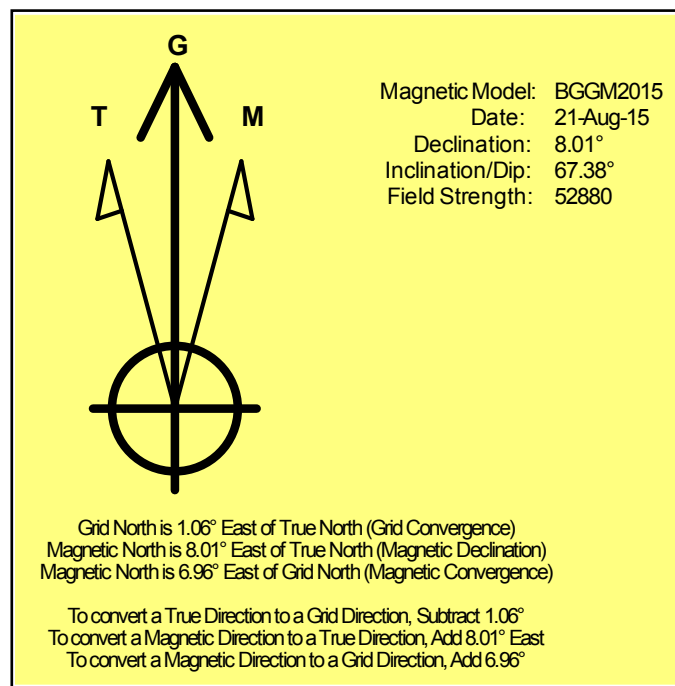 G
T
M
Magnetic Model: BGGM2015
Date: 21-Aug-15
Declination: 8.01°
Inclination/Dip: 67.38°
Field Strength: 52880
Grid North is 1.06° East of True North (Grid Convergence)
Magnetic North is 8.01° East of True North (Magnetic Declination)
Magnetic North is 6.96° East of Grid North (Magnetic Convergence)
To convert a True Direction to a Grid Direction, Subtract 1.06°
To convert a Magnetic Direction to a True Direction, Add 8.01° East
To convert a Magnetic Direction to a Grid Direction, Add 6.96°